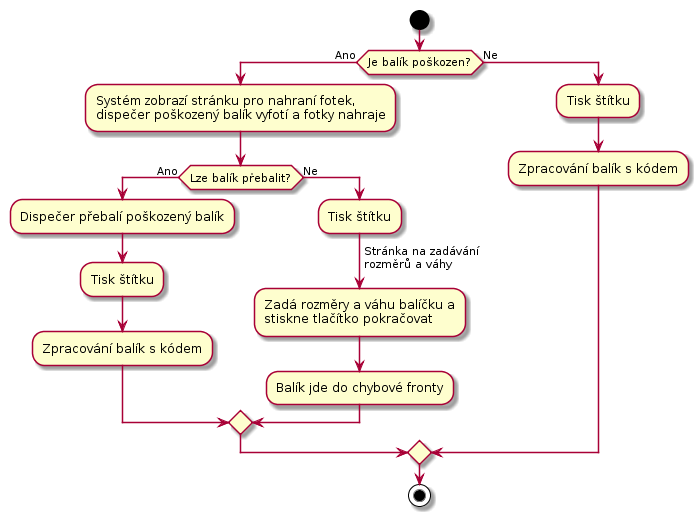 Je balík poškozen?
Ano
Ne
Systém zobrazí stránku pro nahraní fotek,
dispečer poškozený balík vyfotí a fotky nahraje
Tisk štítku
Zpracování balík s kódem
Lze balík přebalit?
Ano
Ne
Dispečer přebalí poškozený balík
Tisk štítku
Zpracování balík s kódem
Tisk štítku
Stránka na zadávání
rozměrů a váhy
Zadá rozměry a váhu balíčku a
stiskne tlačítko pokračovat
Balík jde do chybové fronty